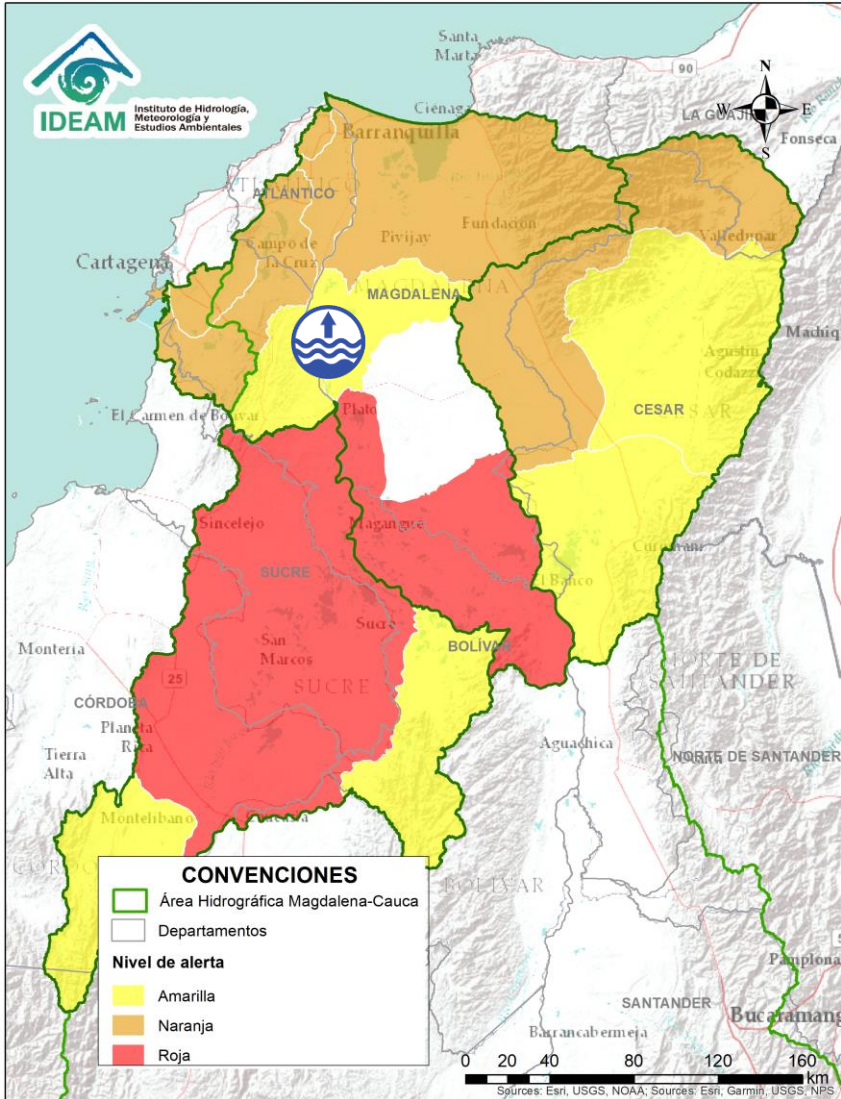 IDEAM
Instituto de Hidrología,
Meteorología y
Estudios Ambientales
Santa
Marta
90
N
W
E
S
Ciénaga
LA GUAJIRA
Fonseca
Barranquilla
ATLÁNTICO
Campo de
la Cruz
Pivijay
Fundación
Valledupar
Cartagena
MAGDALENA
Machiq
Agustín
Codazzi
CESAR
El Carmen de Bolívar
Plato
Sincelejo
Magangué
SUCRE
El Banco
Sucre
BOLÍVAR
Montería
San
Marcos
SUCRE
25
NORTE DE
SANTANDER
CÓRDOBA
Planeta
Rica
Tierra
Alta
Aguachica
NORTE DE SANTANDER
Montelíbano
Caucasia
BOLÍVAR
CONVENCIONES
Área Hidrográfica Magdalena-Cauca
Departamentos
Nivel de alerta
Amarilla
Naranja
Roja
Pamplona
SANTANDER
Bucaramang
Barrancabermeja
0 20 40 80 120 160
km
Sources: Esri, USGS, NOAA; Sources: Esri, Garmin, USGS, NPS